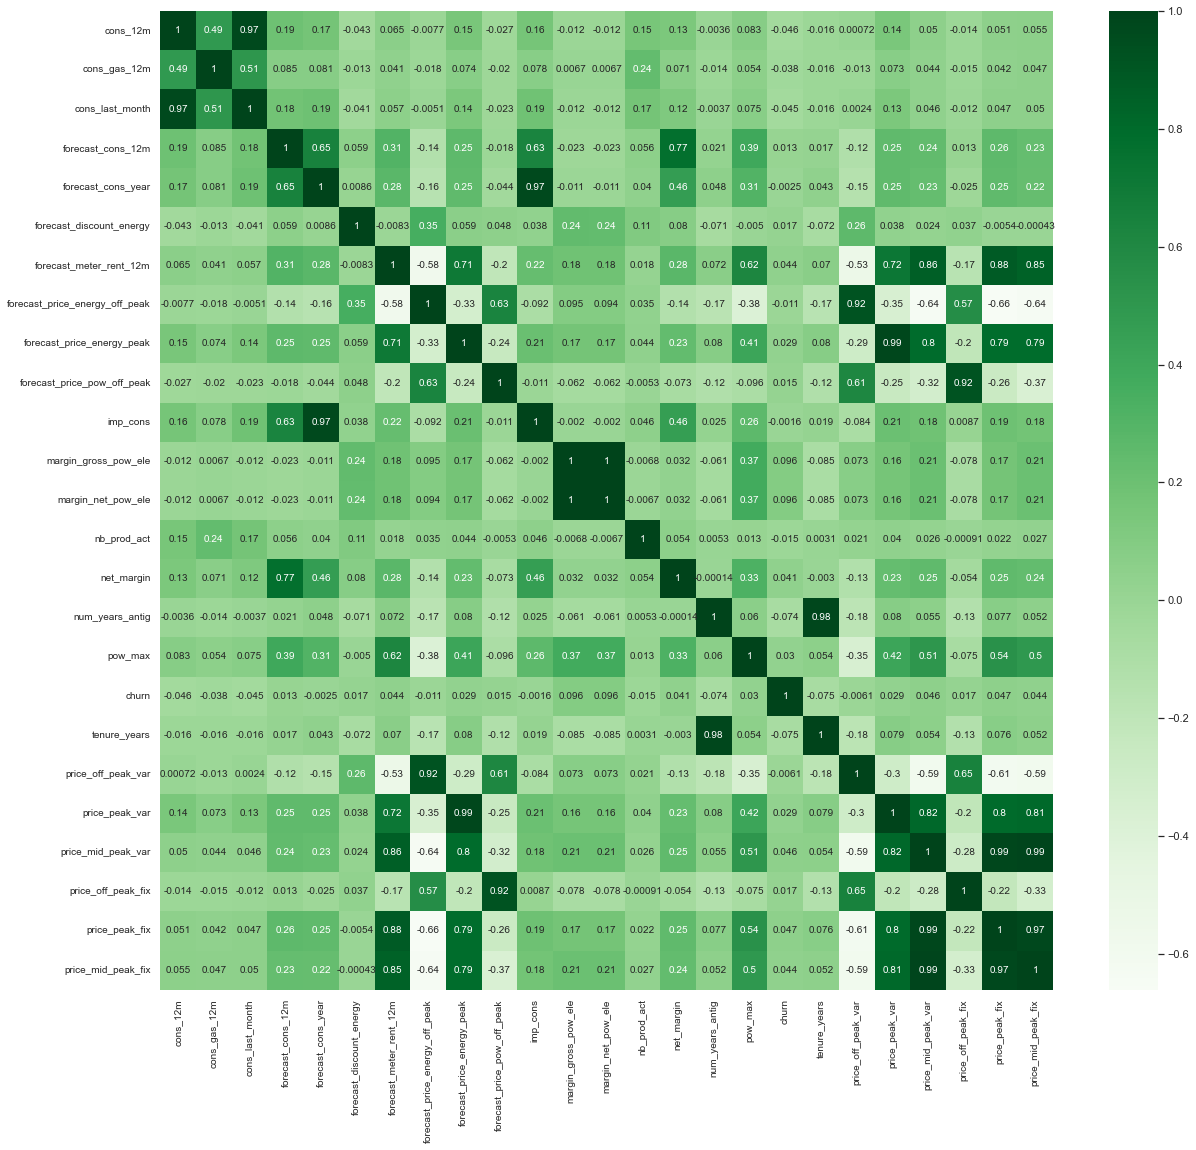 cons_12m 1 0.49 0.97 0.19 0.17 -0.043 0.065 -0.0077 0.15 -0.027 0.16 -0.012 -0.012 0.15 0.13 -0.0036 0.083 -0.046 -0.016 0.00072 0.14 0.05 -0.014 0.051 0.055
cons_gas_12m 0.49 1 0.51 0.085 0.081 -0.013 0.041 -0.018 0.074 -0.02 0.078 0.0067 0.0067 0.24 0.071 -0.014 0.054 -0.038 -0.016 -0.013 0.073 0.044 -0.015 0.042 0.047
cons_last_month 0.97 0.51 1 0.18 0.19 -0.041 0.057 -0.0051 0.14 -0.023 0.19 -0.012 -0.012 0.17 0.12 -0.0037 0.075 -0.045 -0.016 0.0024 0.13 0.046 -0.012 0.047 0.05
forecast_cons_12m 0.19 0.085 0.18 1 0.65 0.059 0.31 -0.14 0.25 -0.018 0.63 -0.023 -0.023 0.056 0.77 0.021 0.39 0.013 0.017 -0.12 0.25 0.24 0.013 0.26 0.23
forecast_cons_year 0.17 0.081 0.19 0.65 1 0.0086 0.28 -0.16 0.25 -0.044 0.97 -0.011 -0.011 0.04 0.46 0.048 0.31 -0.0025 0.043 -0.15 0.25 0.23 -0.025 0.25 0.22
forecast_discount_energy -0.043 -0.013 -0.041 0.059 0.0086 1 -0.0083 0.35 0.059 0.048 0.038 0.24 0.24 0.11 0.08 -0.071 -0.005 0.017 -0.072 0.26 0.038 0.024 0.037 -0.0054 -0.00043
forecast_meter_rent_12m 0.065 0.041 0.057 0.31 0.28 -0.0083 1 -0.58 0.71 -0.2 0.22 0.18 0.18 0.018 0.28 0.072 0.62 0.044 0.07 -0.53 0.72 0.86 -0.17 0.88 0.85
forecast_price_energy_off_peak -0.0077 -0.018 -0.0051 -0.14 -0.16 0.35 -0.58 1 -0.33 0.63 -0.092 0.095 0.094 0.035 -0.14 -0.17 -0.38 -0.011 -0.17 0.92 -0.35 -0.64 0.57 -0.66 -0.64
forecast_price_energy_peak 0.15 0.074 0.14 0.25 0.25 0.059 0.71 -0.33 1 -0.24 0.21 0.17 0.17 0.044 0.23 0.08 0.41 0.029 0.08 -0.29 0.99 0.8 -0.2 0.79 0.79
forecast_price_pow_off_peak -0.027 -0.02 -0.023 -0.018 -0.044 0.048 -0.2 0.63 -0.24 1 -0.011 -0.062 -0.062 -0.0053 -0.073 -0.12 -0.096 0.015 -0.12 0.61 -0.25 -0.32 0.92 -0.26 -0.37
imp_cons 0.16 0.078 0.19 0.63 0.97 0.038 0.22 -0.092 0.21 -0.011 1 -0.002 -0.002 0.046 0.46 0.025 0.26 -0.0016 0.019 -0.084 0.21 0.18 0.0087 0.19 0.18
margin_gross_pow_ele -0.012 0.0067 -0.012 -0.023 -0.011 0.24 0.18 0.095 0.17 -0.062 -0.002 1 1 -0.0068 0.032 -0.061 0.37 0.096 -0.085 0.073 0.16 0.21 -0.078 0.17 0.21
margin_net_pow_ele -0.012 0.0067 -0.012 -0.023 -0.011 0.24 0.18 0.094 0.17 -0.062 -0.002 1 1 -0.0067 0.032 -0.061 0.37 0.096 -0.085 0.073 0.16 0.21 -0.078 0.17 0.21
nb_prod_act 0.15 0.24 0.17 0.056 0.04 0.11 0.018 0.035 0.044 -0.0053 0.046 -0.0068 -0.0067 1 0.054 0.0053 0.013 -0.015 0.0031 0.021 0.04 0.026 -0.00091 0.022 0.027
net_margin 0.13 0.071 0.12 0.77 0.46 0.08 0.28 -0.14 0.23 -0.073 0.46 0.032 0.032 0.054 1 -0.00014 0.33 0.041 -0.003 -0.13 0.23 0.25 -0.054 0.25 0.24
num_years_antig -0.0036 -0.014 -0.0037 0.021 0.048 -0.071 0.072 -0.17 0.08 -0.12 0.025 -0.061 -0.061 0.0053 -0.00014 1 0.06 -0.074 0.98 -0.18 0.08 0.055 -0.13 0.077 0.052
pow_max 0.083 0.054 0.075 0.39 0.31 -0.005 0.62 -0.38 0.41 -0.096 0.26 0.37 0.37 0.013 0.33 0.06 1 0.03 0.054 -0.35 0.42 0.51 -0.075 0.54 0.5
churn -0.046 -0.038 -0.045 0.013 -0.0025 0.017 0.044 -0.011 0.029 0.015 -0.0016 0.096 0.096 -0.015 0.041 -0.074 0.03 1 -0.075 -0.0061 0.029 0.046 0.017 0.047 0.044
tenure_years -0.016 -0.016 -0.016 0.017 0.043 -0.072 0.07 -0.17 0.08 -0.12 0.019 -0.085 -0.085 0.0031 -0.003 0.98 0.054 -0.075 1 -0.18 0.079 0.054 -0.13 0.076 0.052
price_off_peak_var 0.00072 -0.013 0.0024 -0.12 -0.15 0.26 -0.53 0.92 -0.29 0.61 -0.084 0.073 0.073 0.021 -0.13 -0.18 -0.35 -0.0061 -0.18 1 -0.3 -0.59 0.65 -0.61 -0.59
price_peak_var 0.14 0.073 0.13 0.25 0.25 0.038 0.72 -0.35 0.99 -0.25 0.21 0.16 0.16 0.04 0.23 0.08 0.42 0.029 0.079 -0.3 1 0.82 -0.2 0.8 0.81
price_mid_peak_var 0.05 0.044 0.046 0.24 0.23 0.024 0.86 -0.64 0.8 -0.32 0.18 0.21 0.21 0.026 0.25 0.055 0.51 0.046 0.054 -0.59 0.82 1 -0.28 0.99 0.99
price_off_peak_fix -0.014 -0.015 -0.012 0.013 -0.025 0.037 -0.17 0.57 -0.2 0.92 0.0087 -0.078 -0.078 -0.00091 -0.054 -0.13 -0.075 0.017 -0.13 0.65 -0.2 -0.28 1 -0.22 -0.33
price_peak_fix 0.051 0.042 0.047 0.26 0.25 -0.0054 0.88 -0.66 0.79 -0.26 0.19 0.17 0.17 0.022 0.25 0.077 0.54 0.047 0.076 -0.61 0.8 0.99 -0.22 1 0.97
price_mid_peak_fix 0.055 0.047 0.05 0.23 0.22 -0.00043 0.85 -0.64 0.79 -0.37 0.18 0.21 0.21 0.027 0.24 0.052 0.5 0.044 0.052 -0.59 0.81 0.99 -0.33 0.97 1
cons_12m
cons_gas_12m
cons_last_month
forecast_cons_12m
forecast_cons_year
forecast_discount_energy
forecast_meter_rent_12m
forecast_price_energy_off_peak
forecast_price_energy_peak
forecast_price_pow_off_peak
imp_cons
margin_gross_pow_ele
margin_net_pow_ele
nb_prod_act
net_margin
num_years_antig
pow_max
churn
tenure_years
price_off_peak_var
price_peak_var
price_mid_peak_var
price_off_peak_fix
price_peak_fix
price_mid_peak_fix
1.0
0.8
0.6
0.4
0.2
0.0
−0.2
−0.4
−0.6